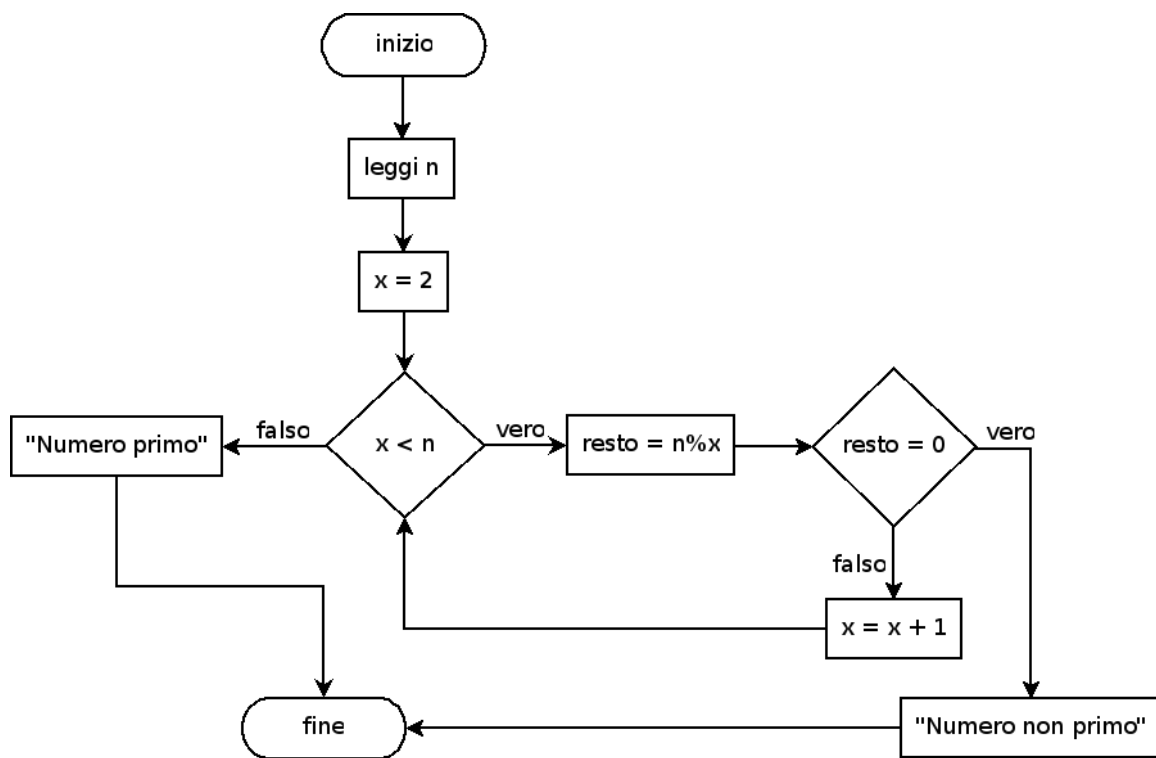 inizio
leggi n
x = 2
x < n
falso
"Numero primo"
vero
resto = n%x
resto = 0
vero
falso
x = x + 1
"Numero non primo"
fine